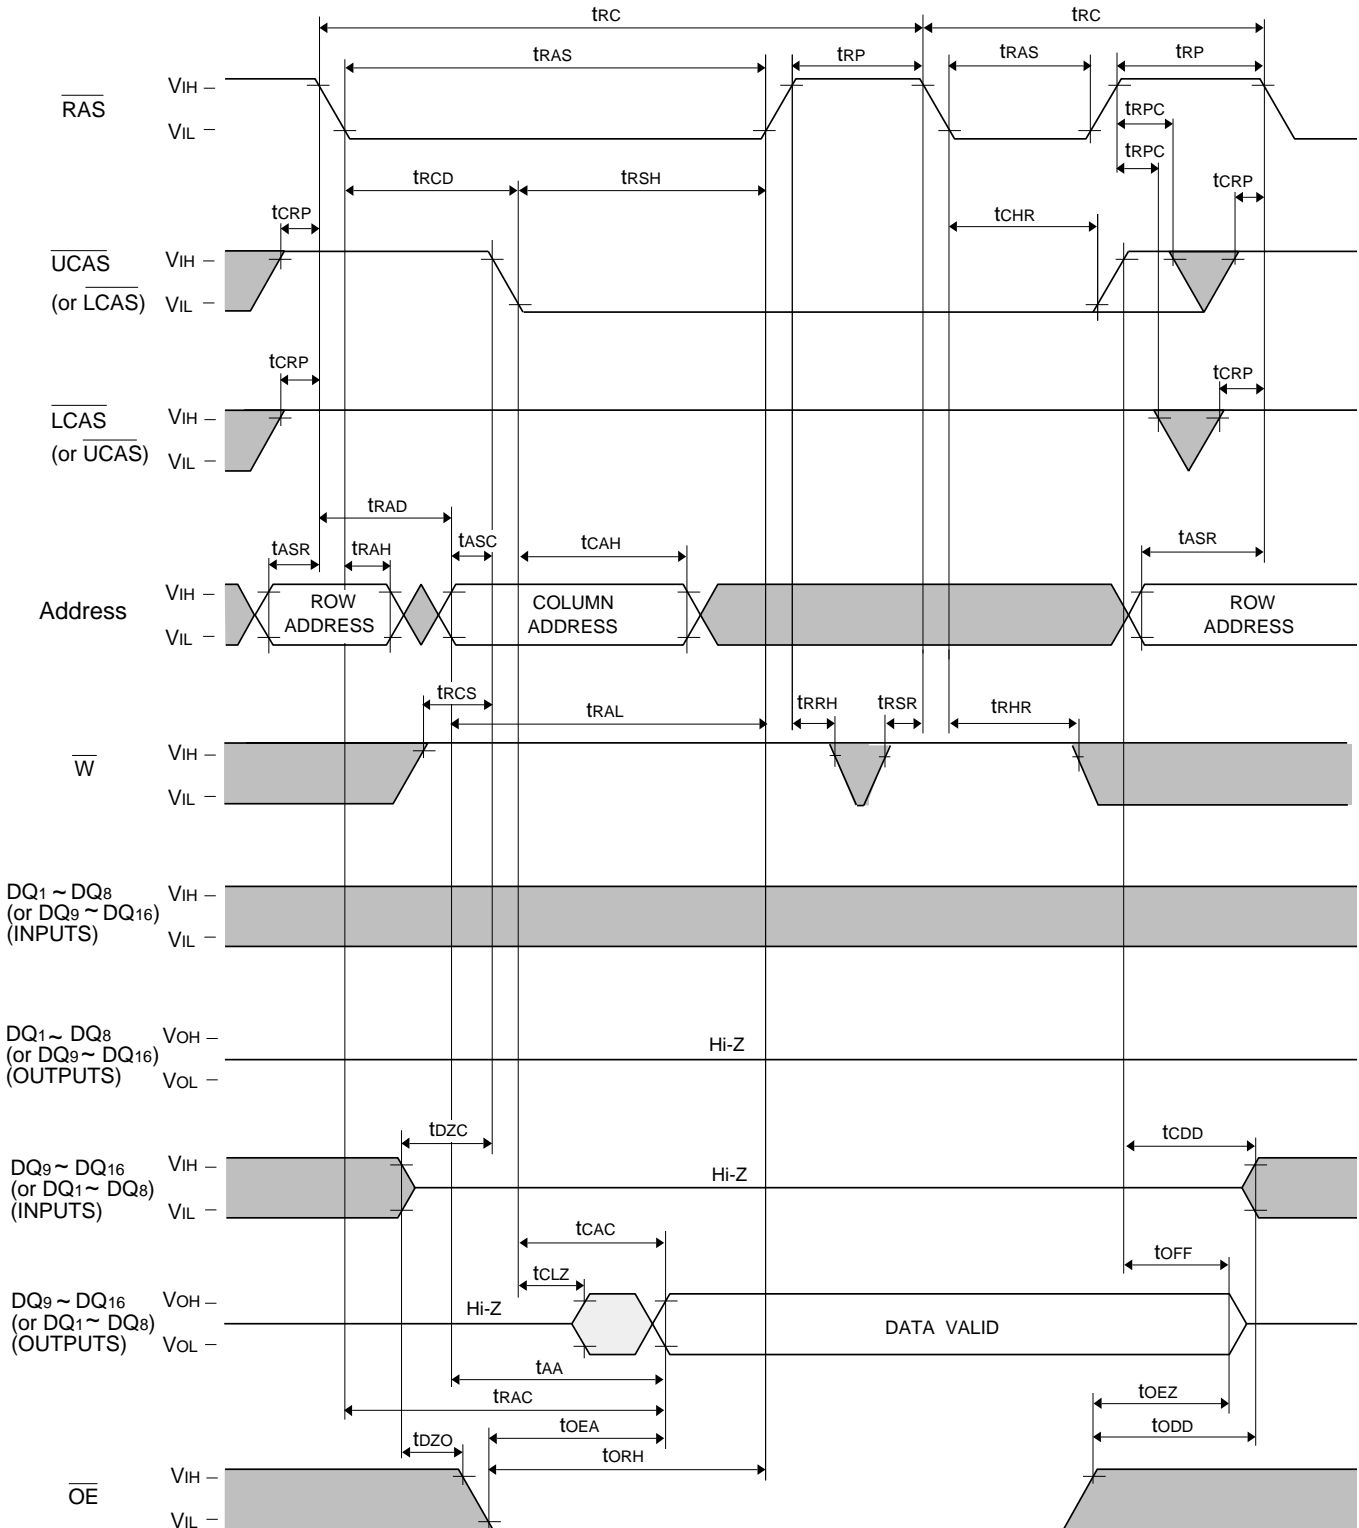 tRC tRC
tRAS tRP tRAS tRP
RAS VIH –
VIL –
tRPC
tRPC
tRCD tRSH tCRP
tCRP tCHR
UCAS VIH –
(or LCAS) VIL –
tCRP tCRP
LCAS VIH –
(or UCAS) VIL –
tRAD
tASR tRAH tASC tCAH tASR
Address VIH –
VIL –
ROW ADDRESS
COLUMN ADDRESS
ROW ADDRESS
tRCS tRAL tRRH tRSR tRHR
W VIH –
VIL –
DQ1 ~ DQ8 VIH –
(or DQ9 ~ DQ16)
(INPUTS) VIL –
DQ1 ~ DQ8 VOH –
(or DQ9 ~ DQ16) Hi-Z
(OUTPUTS) VOL –
tDZC tCDD
DQ9 ~ DQ16 VIH –
(or DQ1 ~ DQ8) Hi-Z
(INPUTS) VIL –
tCAC
tCLZ tOFF
DQ9 ~ DQ16 VOH –
(or DQ1 ~ DQ8) Hi-Z DATA VALID
(OUTPUTS) VOL –
tAA
tRAC tOEZ
tOEA tODD
tDZO tORH
OE VIH –
VIL –